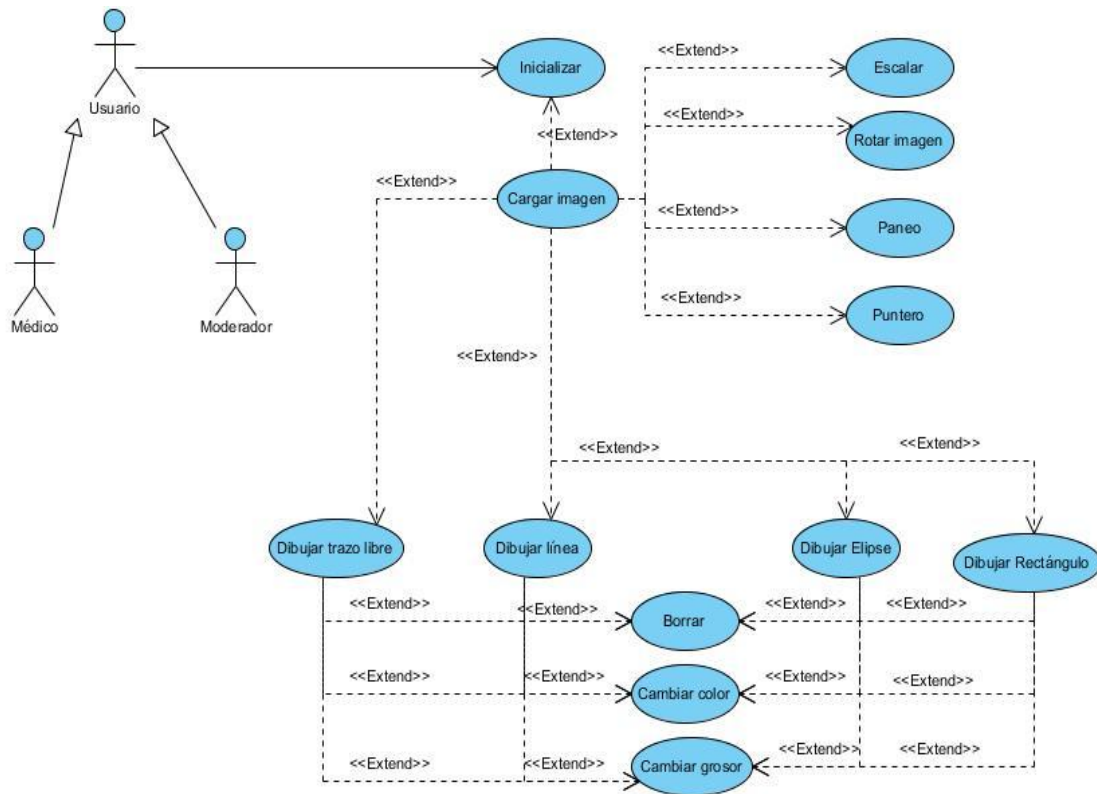 Usuario
Médico
Moderador
Inicializar
<<Extend>>
Cargar imagen
<<Extend>>
<<Extend>>
Escalar
<<Extend>>
Rotar imagen
<<Extend>>
Paneo
<<Extend>>
Puntero
<<Extend>>
<<Extend>>
<<Extend>>
Dibujar trazo libre
Dibujar línea
Dibujar Elipse
Dibujar Rectángulo
<<Extend>>
<<Extend>>
Borrar
<<Extend>>
<<Extend>>
<<Extend>>
<<Extend>>
Cambiar color
<<Extend>>
<<Extend>>
<<Extend>>
<<Extend>>
Cambiar grosor
<<Extend>>
<<Extend>>